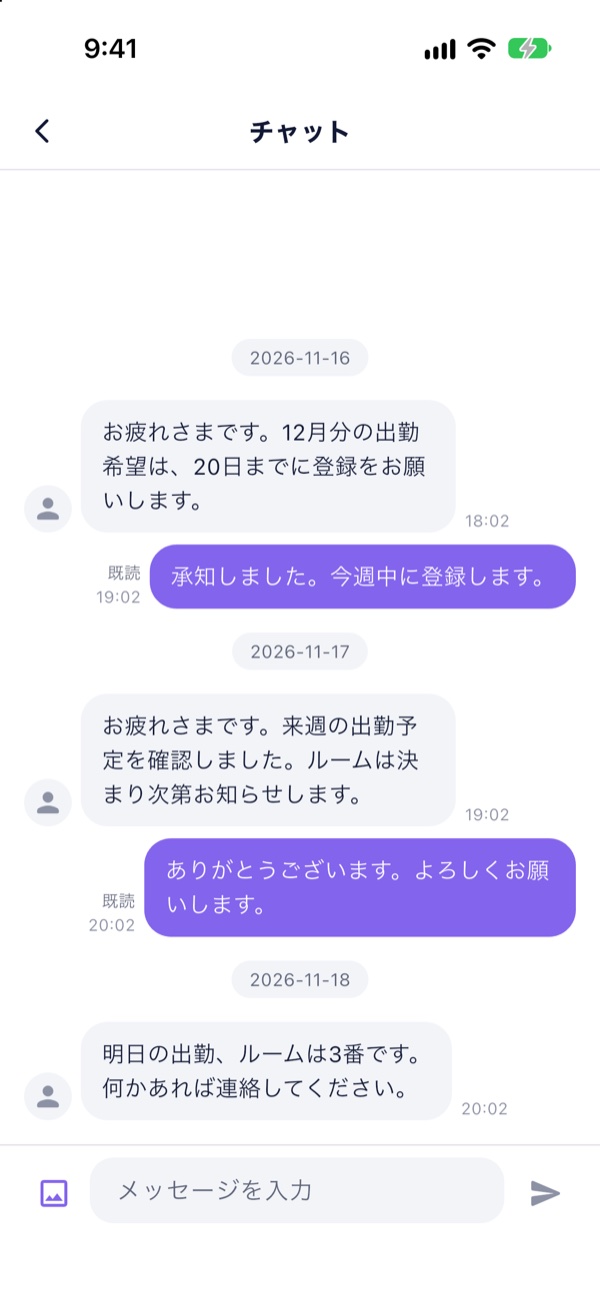 9:41
チャット
2026-11-16
お疲れさまです。12月分の出勤
希望は、20日までに登録をお願
いします。
18:02
既読
19:02
承知しました。今週中に登録します。
2026-11-17
お疲れさまです。来週の出勤予
定を確認しました。ルームは決
まり次第お知らせします。
19:02
ありがとうございます。よろしくお願
いします。
既読
20:02
2026-11-18
明日の出勤、ルームは3番です。
何かあれば連絡してください。
20:02
メッセージを入力